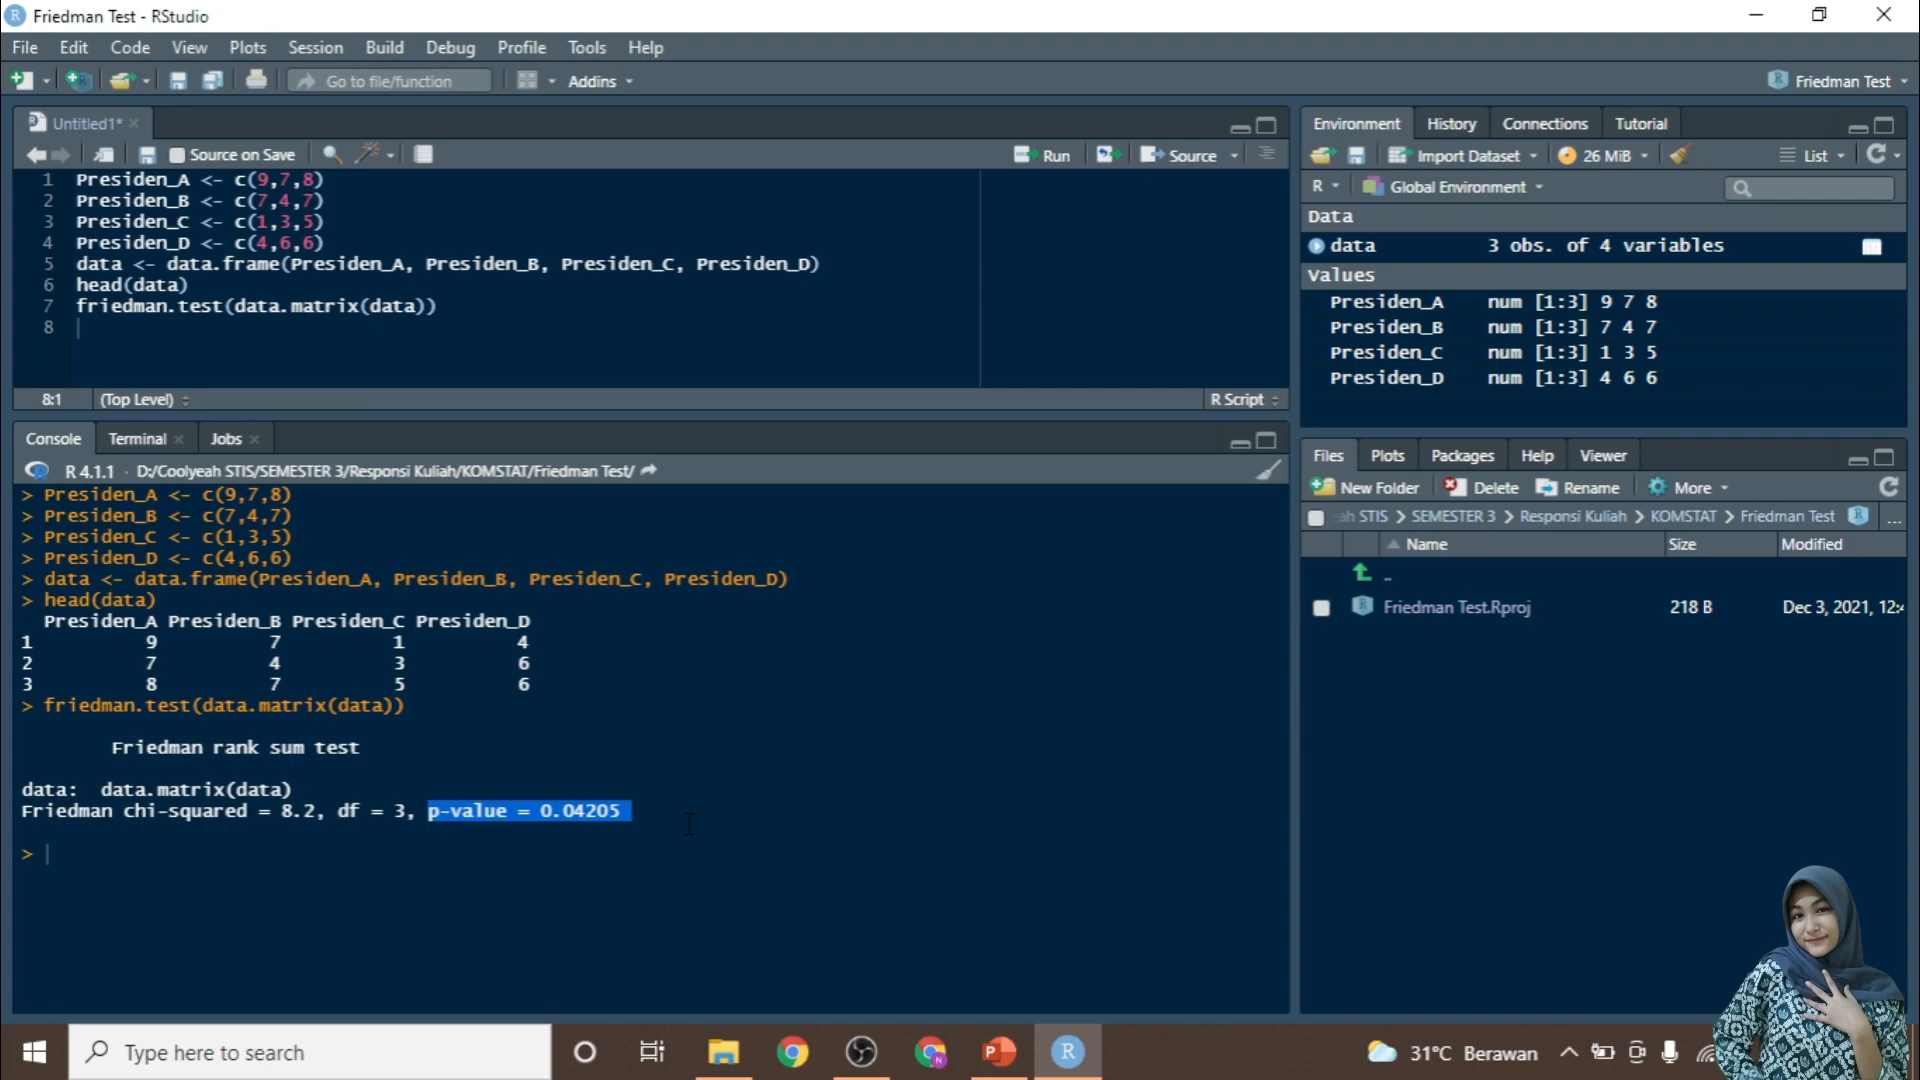 Friedman Test - RStudio
File Edit Code View Plots Session Build Debug Profile Tools Help
Go to file/function
Addins
Friedman Test
Untitled1*
Source on Save
Run
Source
1 Presiden_A <- c(9,7,8)
2 Presiden_B <- c(7,4,7)
3 Presiden_C <- c(1,3,5)
4 Presiden_D <- c(4,6,6)
5 data <- data.frame(Presiden_A, Presiden_B, Presiden_C, Presiden_D)
6 head(data)
7 friedman.test(data.matrix(data))
8
8:1 (Top Level) R Script
Console Terminal Jobs
R 4.1.1 · D:/Coolyeah STIS/SEMESTER 3/Responsi Kuliah/KOMSTAT/Friedman Test/
> Presiden_A <- c(9,7,8)
> Presiden_B <- c(7,4,7)
> Presiden_C <- c(1,3,5)
> Presiden_D <- c(4,6,6)
> data <- data.frame(Presiden_A, Presiden_B, Presiden_C, Presiden_D)
> head(data)
Presiden_A Presiden_B Presiden_C Presiden_D
1 9 7 1 4
2 7 4 3 6
3 8 7 5 6
> friedman.test(data.matrix(data))
Friedman rank sum test
data: data.matrix(data)
Friedman chi-squared = 8.2, df = 3, p-value = 0.04205
>
Environment History Connections Tutorial
Import Dataset 26 MiB List
R Global Environment
Data
data 3 obs. of 4 variables
Values
Presiden_A num [1:3] 9 7 8
Presiden_B num [1:3] 7 4 7
Presiden_C num [1:3] 1 3 5
Presiden_D num [1:3] 4 6 6
Files Plots Packages Help Viewer
New Folder Delete Rename More
STIS > SEMESTER 3 > Responsi Kuliah > KOMSTAT > Friedman Test ...
Name Size Modified
..
Friedman Test.Rproj 218 B Dec 3, 2021, 12:4
Type here to search
31°C Berawan